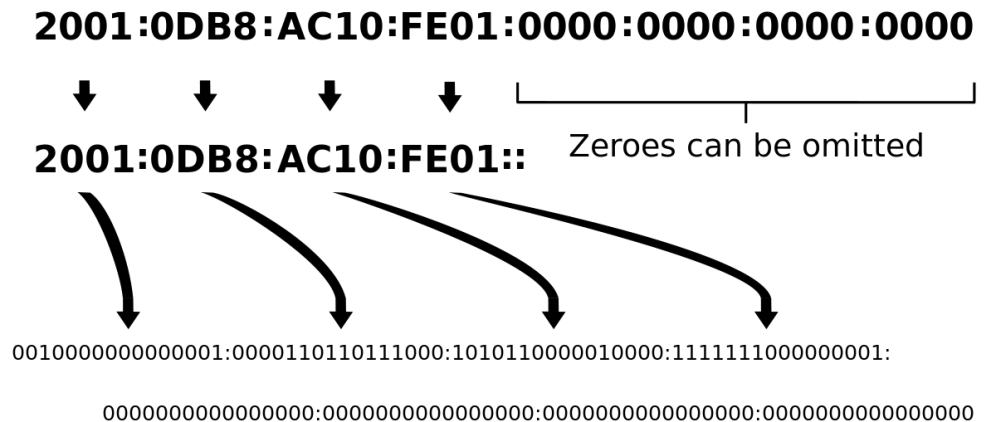 2001:0DB8:AC10:FE01:0000:0000:0000:0000
Zeroes can be omitted
2001:0DB8:AC10:FE01::
0010000000000001:0000110110111000:1010110000010000:1111111000000001:
0000000000000000:0000000000000000:0000000000000000:0000000000000000